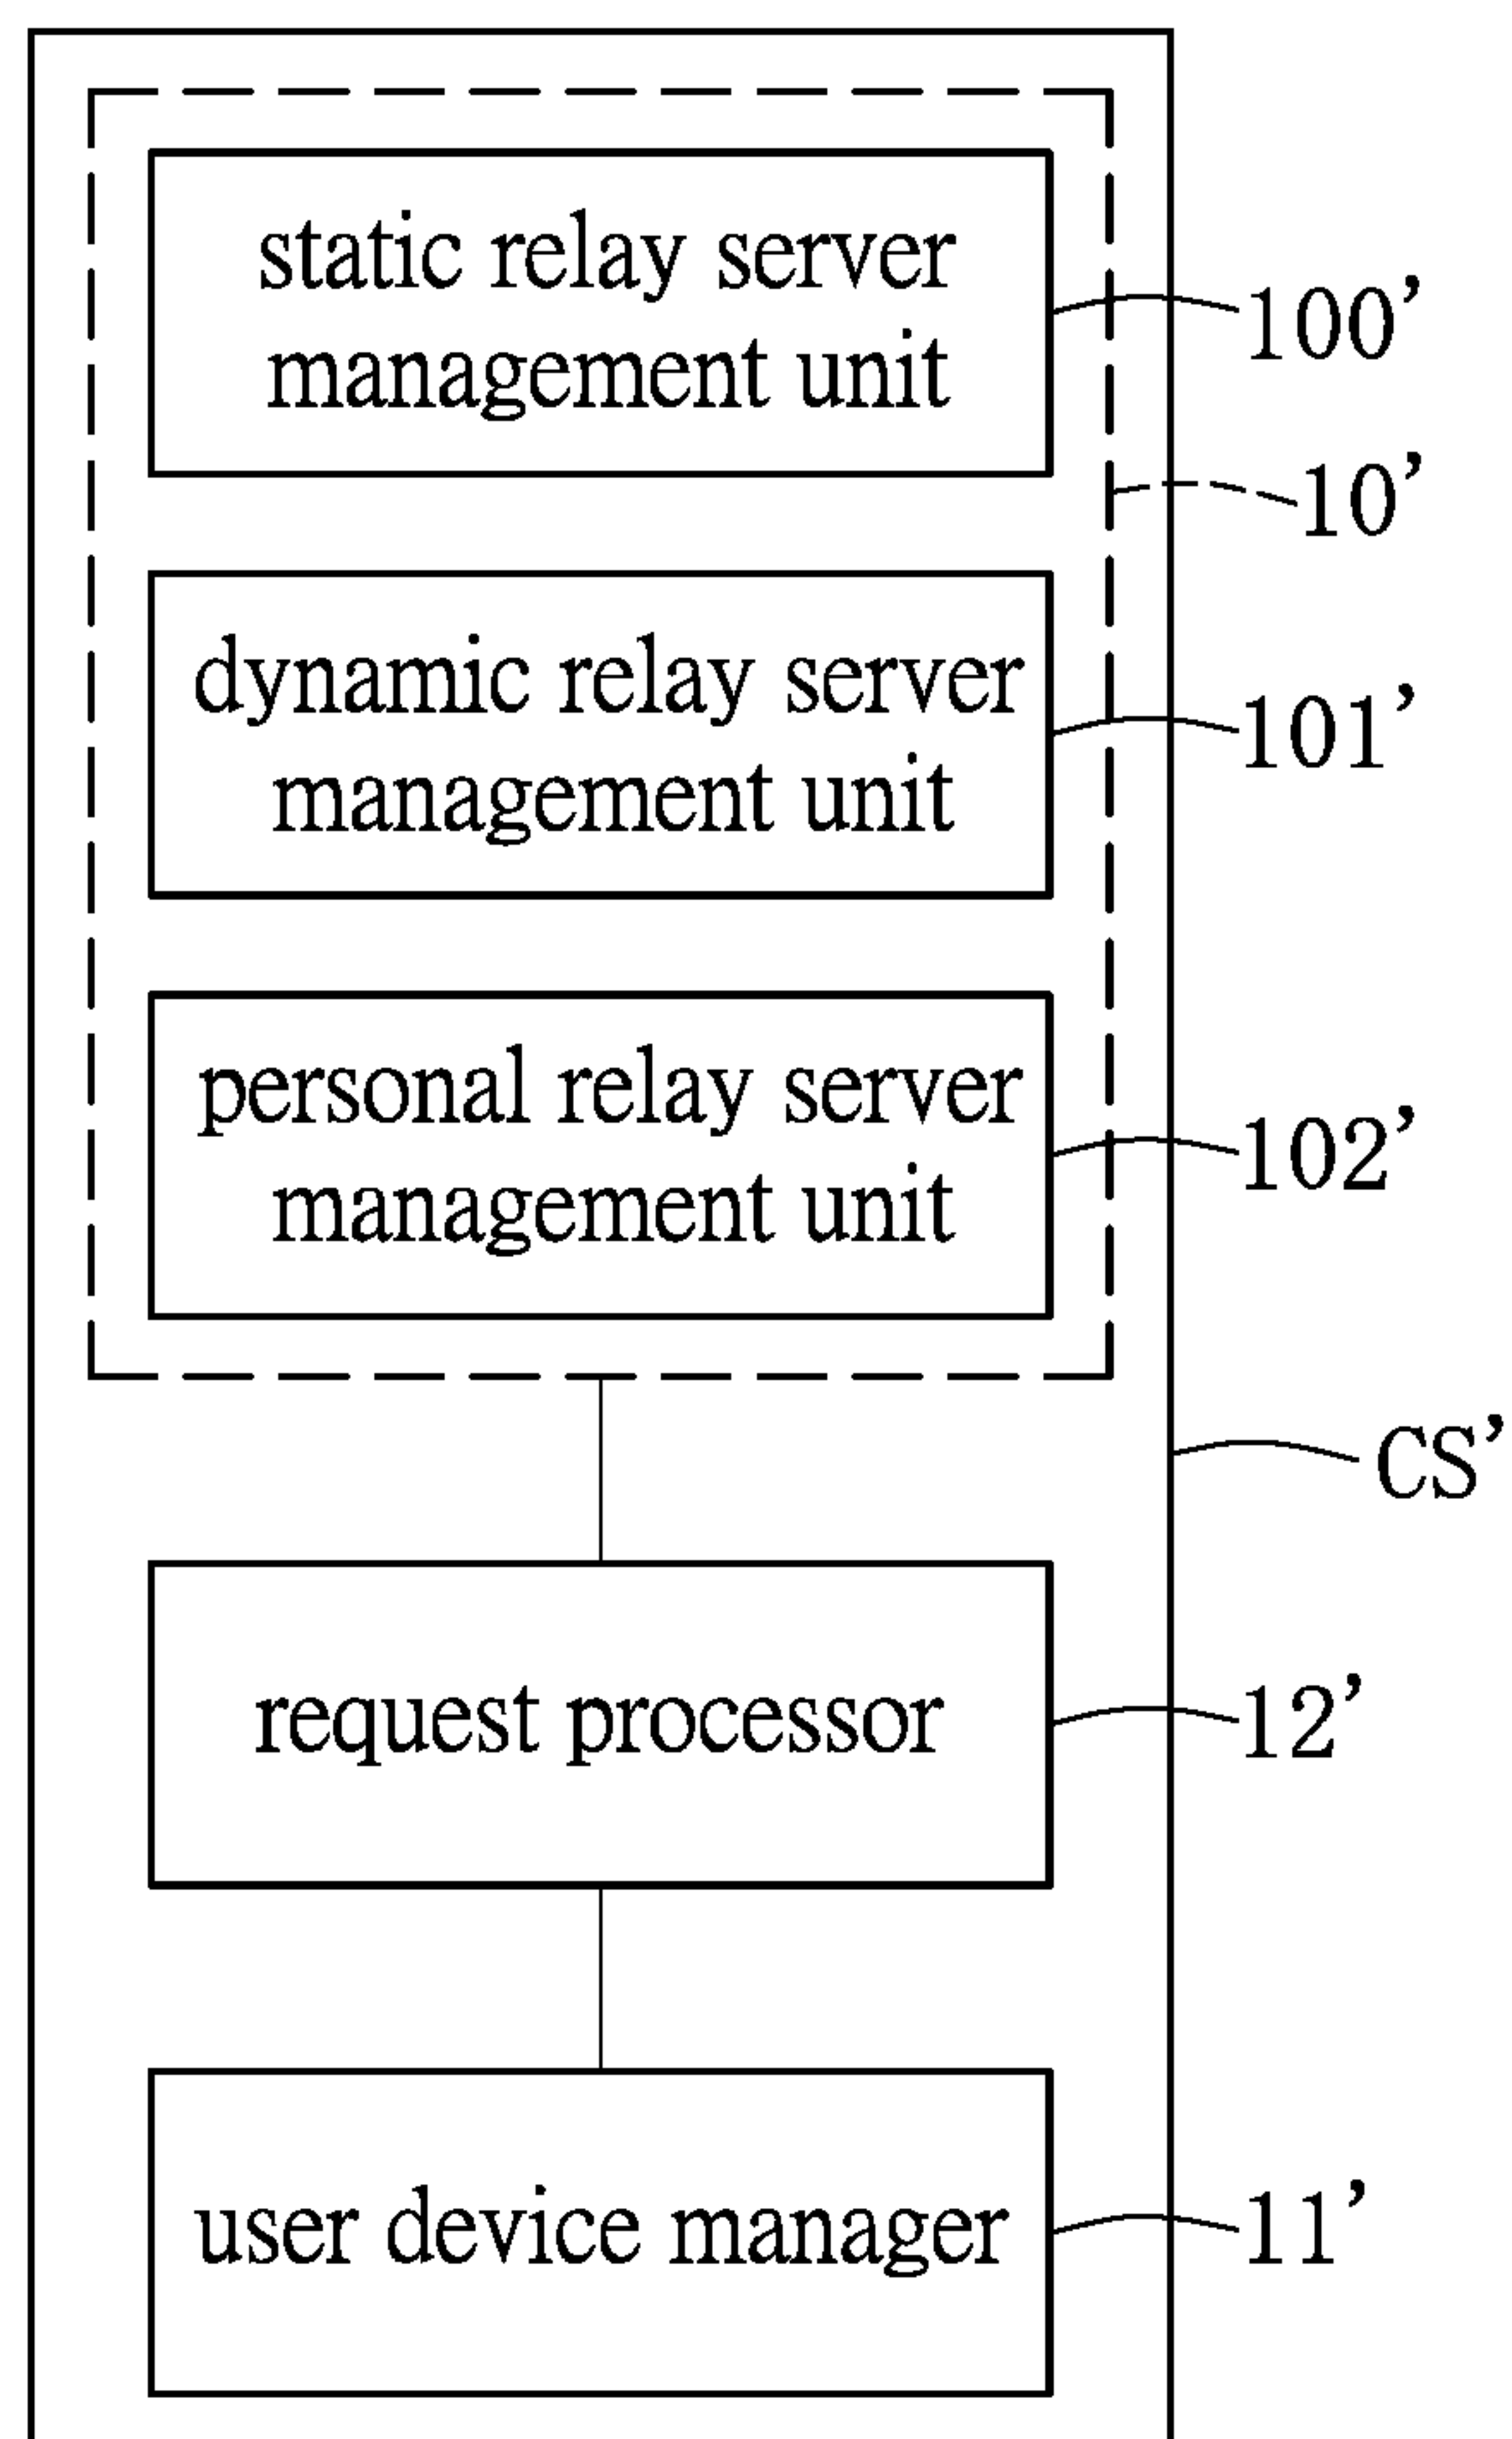 static relay server
management unit
100'
10'
dynamic relay server
management unit
101'
personal relay server
management unit
102'
CS'
request processor
12'
user device manager
11'